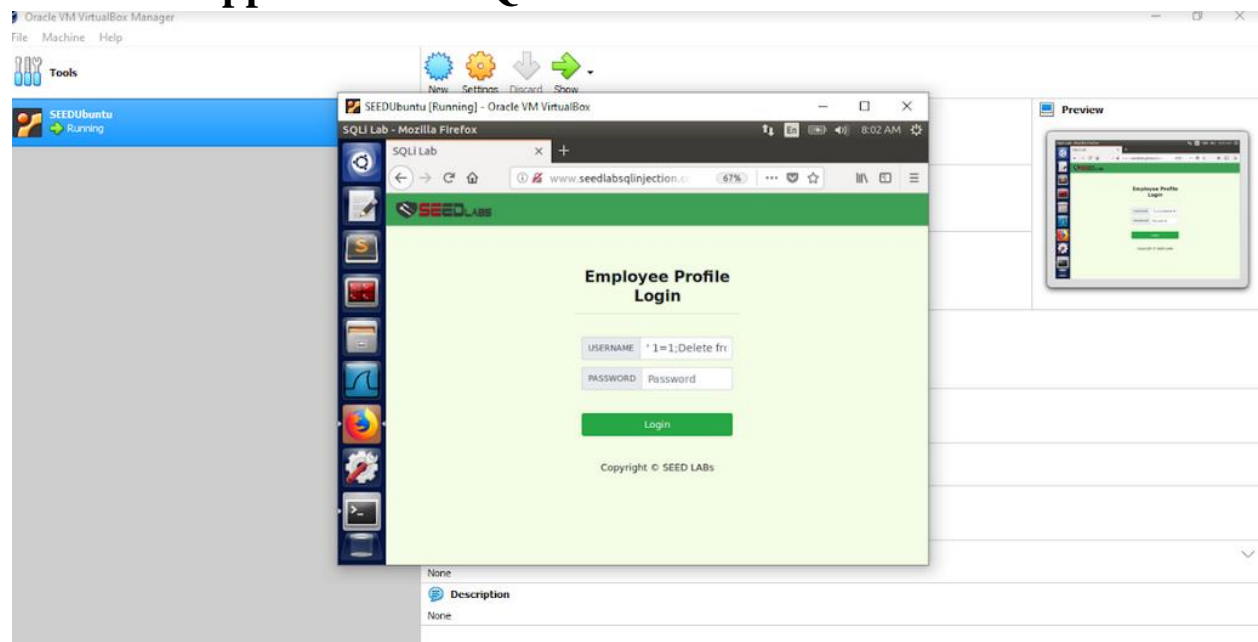 Oracle VM VirtualBox Manager
File Machine Help
Tools
New Settings Discard Show
SEEDUbuntu
Running
Preview
SEEDUbuntu [Running] - Oracle VM VirtualBox
SQLi Lab - Mozilla Firefox
En
8:02 AM
SQLi Lab
www.seedlabsqlinjection.c
67%
SEEDLABS
Employee Profile
Login
USERNAME ' 1=1;Delete fro
PASSWORD Password
Login
Copyright © SEED LABs
None
Description
None